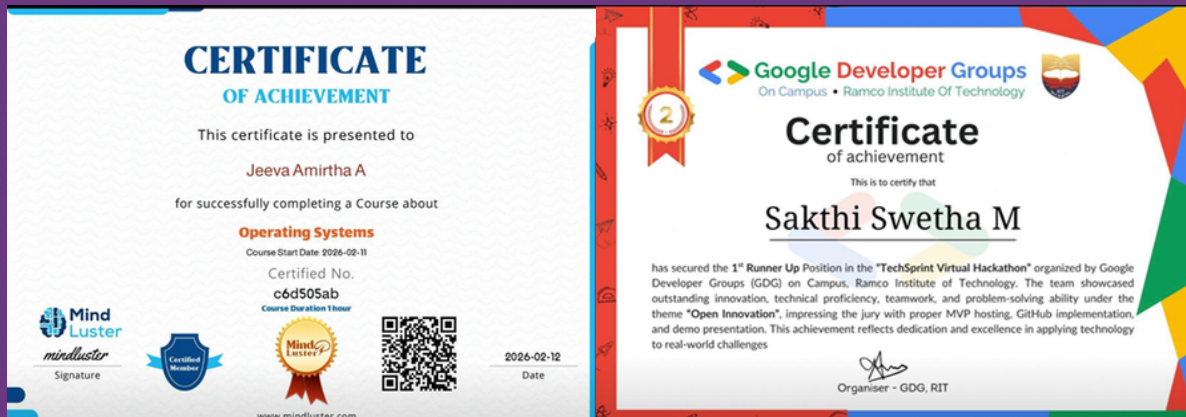 CERTIFICATE
OF ACHIEVEMENT
This certificate is presented to
Jeeva Amirtha A
for successfully completing a Course about
Operating Systems
Course Start Date: 2026-02-11
Certified No.
c6d505ab
Course Duration 1 hour
Mind
Luster
mindluster
Signature
Certified
Member
Mind
Luster
2026-02-12
Date
www.mindluster.com
2
Google Developer Groups
On Campus • Ramco Institute Of Technology
Certificate
of achievement
This is to certify that
Sakthi Swetha M
has secured the 1st Runner Up Position in the "TechSprint Virtual Hackathon" organized by Google
Developer Groups (GDG) on Campus, Ramco Institute of Technology. The team showcased
outstanding innovation, technical proficiency, teamwork, and problem-solving ability under the
theme "Open Innovation", impressing the jury with proper MVP hosting, GitHub implementation,
and demo presentation. This achievement reflects dedication and excellence in applying technology
to real-world challenges
Organiser - GDG, RIT